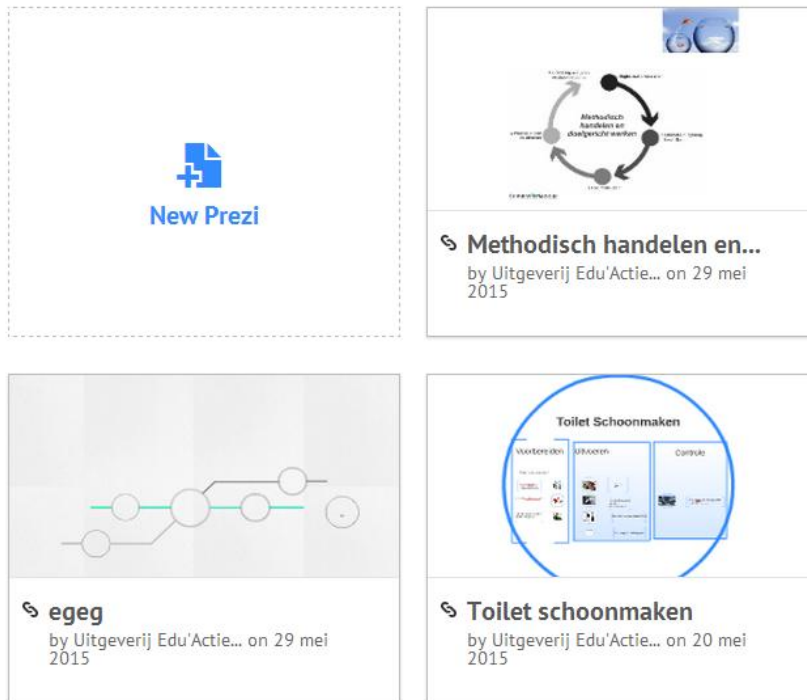 New Prezi
Methodisch
handelen en
doelgericht werken
Methodisch handelen en...
by Uitgeverij Edu'Actie... on 29 mei
2015
egeg
by Uitgeverij Edu'Actie... on 29 mei
2015
Toilet Schoonmaken
Voorbereiden
Uitvoeren
Controle
Toilet schoonmaken
by Uitgeverij Edu'Actie... on 20 mei
2015